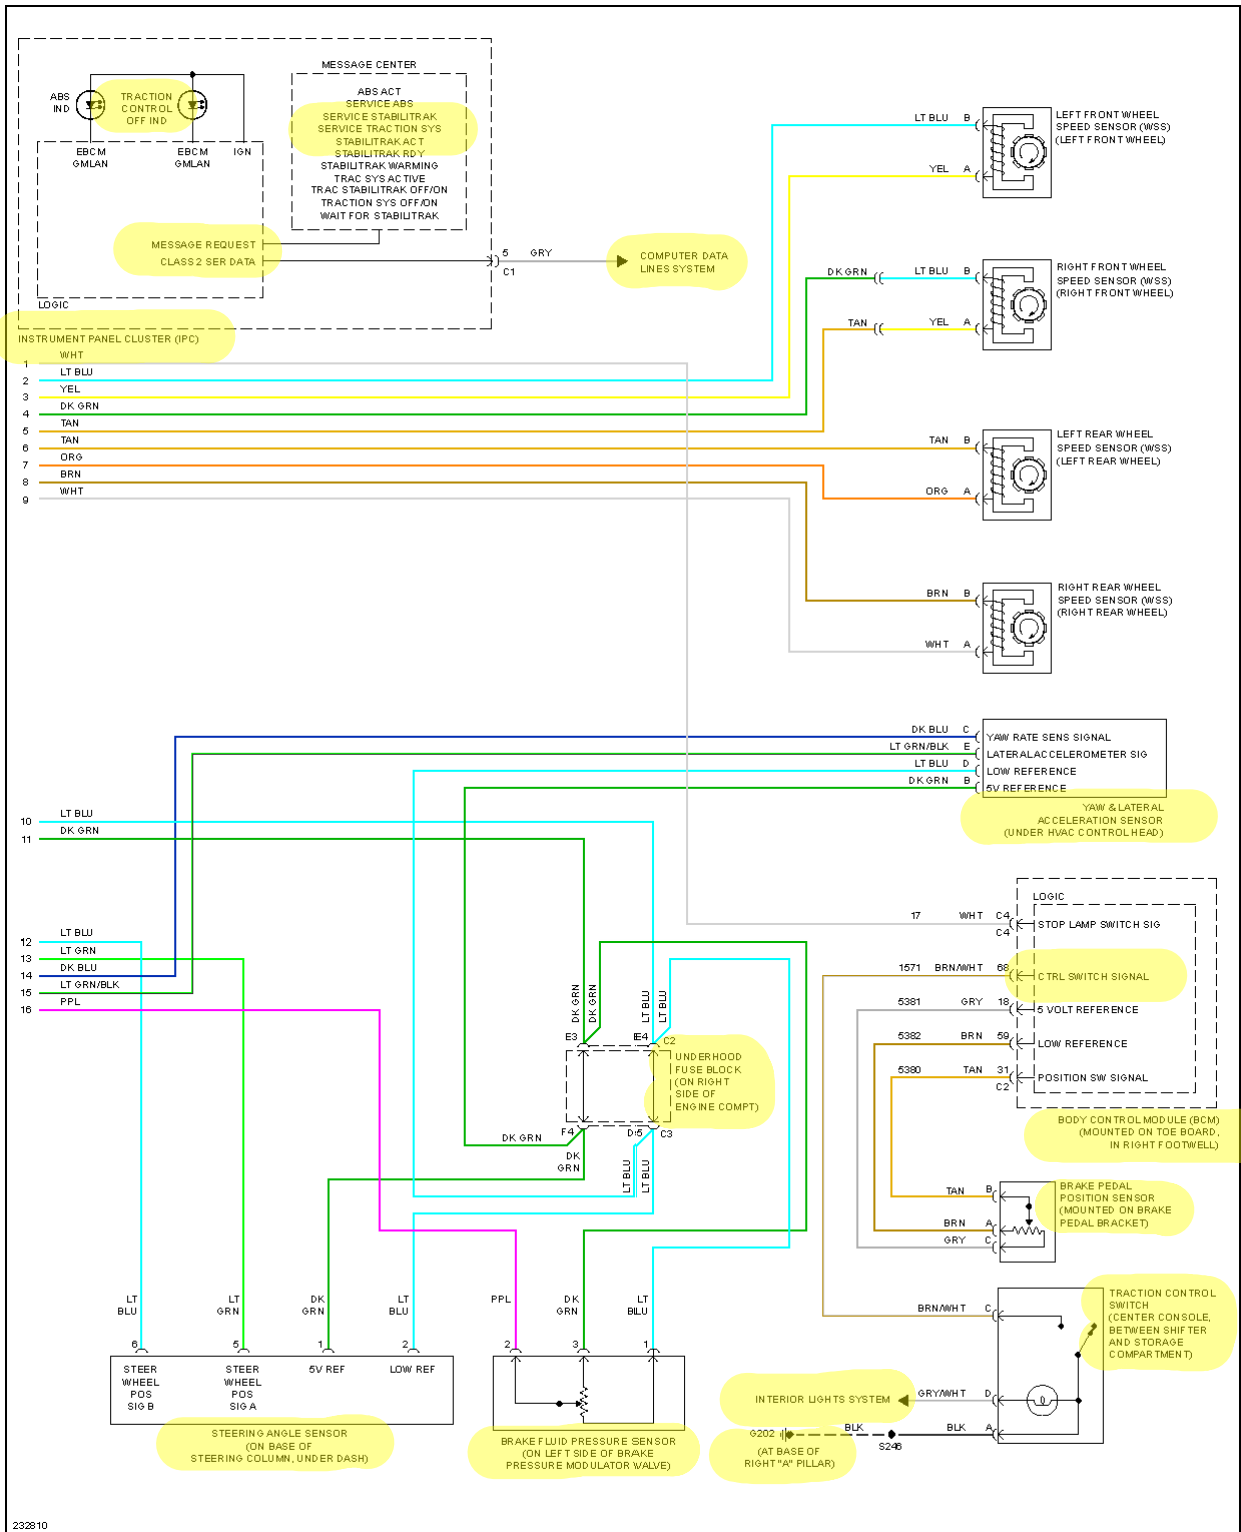 MESSAGE CENTER
ABS
IND
TRACTION
CONTROL
OFF IND
ABS ACT
SERVICE ABS
SERVICE STABILITRAK
SERVICE TRACTION SYS
STABILITRAK ACT
STABILITRAK RDY
STABILITRAK WARMING
TRAC SYS ACTIVE
TRAC STABILITRAK OFF/ON
TRACTION SYS OFF/ON
WAIT FOR STABILITRAK
EBCM
GMLAN
EBCM
GMLAN
IGN
MESSAGE REQUEST
CLASS 2 SER DATA
LOGIC
5 GRY
C1
COMPUTER DATA
LINES SYSTEM
INSTRUMENT PANEL CLUSTER (IPC)
1 WHT
2 LT BLU
3 YEL
4 DK GRN
5 TAN
6 TAN
7 ORG
8 BRN
9 WHT
LT BLU B
YEL A
LEFT FRONT WHEEL
SPEED SENSOR (WSS)
(LEFT FRONT WHEEL)
DK GRN LT BLU B
TAN YEL A
RIGHT FRONT WHEEL
SPEED SENSOR (WSS)
(RIGHT FRONT WHEEL)
TAN B
ORG A
LEFT REAR WHEEL
SPEED SENSOR (WSS)
(LEFT REAR WHEEL)
BRN B
WHT A
RIGHT REAR WHEEL
SPEED SENSOR (WSS)
(RIGHT REAR WHEEL)
DK BLU C YAW RATE SENS SIGNAL
LT GRN/BLK E LATERAL ACCELEROMETER SIG
LT BLU D LOW REFERENCE
DK GRN B 5V REFERENCE
YAW & LATERAL
ACCELERATION SENSOR
(UNDER HVAC CONTROL HEAD)
10 LT BLU
11 DK GRN
12 LT BLU
13 LT GRN
14 DK BLU
15 LT GRN/BLK
16 PPL
LOGIC
17 WHT C4 STOP LAMP SWITCH SIG
C4
1571 BRN/WHT 68 CTRL SWITCH SIGNAL
5381 GRY 18 5 VOLT REFERENCE
5382 BRN 59 LOW REFERENCE
5380 TAN 31 POSITION SW SIGNAL
C2
BODY CONTROL MODULE (BCM)
(MOUNTED ON TOE BOARD,
IN RIGHT FOOTWELL)
DK GRN
DK GRN
LT BLU
LT BLU
E3 E4 C2
UNDERHOOD
FUSE BLOCK
(ON RIGHT
SIDE OF
ENGINE COMPT)
F4 D5 C3
DK GRN
DK
GRN
LT BLU
LT BLU
TAN B
BRN A
GRY C
BRAKE PEDAL
POSITION SENSOR
(MOUNTED ON BRAKE
PEDAL BRACKET)
BRN/WHT C
GRY/WHT D
BLK A
TRACTION CONTROL
SWITCH
(CENTER CONSOLE,
BETWEEN SHIFTER
AND STORAGE
COMPARTMENT)
INTERIOR LIGHTS SYSTEM
G202 BLK S246
(AT BASE OF
RIGHT "A" PILLAR)
LT
BLU
6
LT
GRN
5
DK
GRN
1
LT
BLU
2
STEER
WHEEL
POS
SIG B
STEER
WHEEL
POS
SIG A
5V REF
LOW REF
STEERING ANGLE SENSOR
(ON BASE OF
STEERING COLUMN, UNDER DASH)
PPL
2
DK
GRN
3
LT
BLU
1
BRAKE FLUID PRESSURE SENSOR
(ON LEFT SIDE OF BRAKE
PRESSURE MODULATOR VALVE)
232810